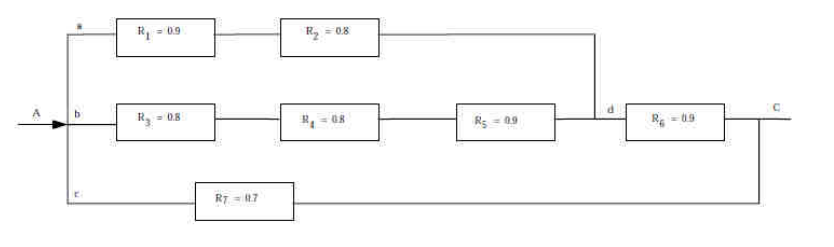 a
R1 = 0.9
R2 = 0.8
A
b
R3 = 0.8
R4 = 0.8
R5 = 0.9
d
R6 = 0.9
C
c
R7 = 0.7